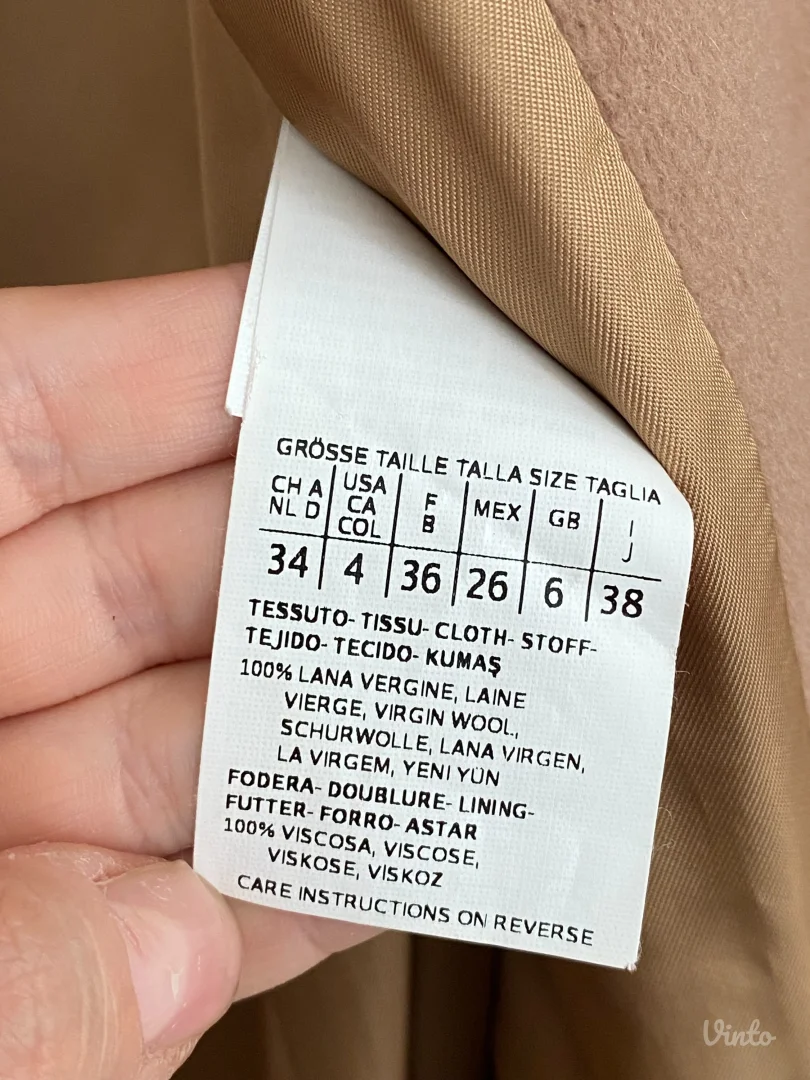 GRÖSSE TAILLE TALLA SIZE TAGLIA
CH A NL D | USA CA COL | F B | MEX | GB | I J
34 | 4 | 36 | 26 | 6 | 38
TESSUTO- TISSU- CLOTH- STOFF-
TEJIDO- TECIDO- KUMAŞ
100% LANA VERGINE, LAINE
VIERGE, VIRGIN WOOL,
SCHURWOLLE, LANA VIRGEN,
LA VIRGEM, YENI YÜN
FODERA- DOUBLURE- LINING-
FUTTER- FORRO- ASTAR
100% VISCOSA, VISCOSE,
VISKOSE, VISKOZ
CARE INSTRUCTIONS ON REVERSE
Vinto